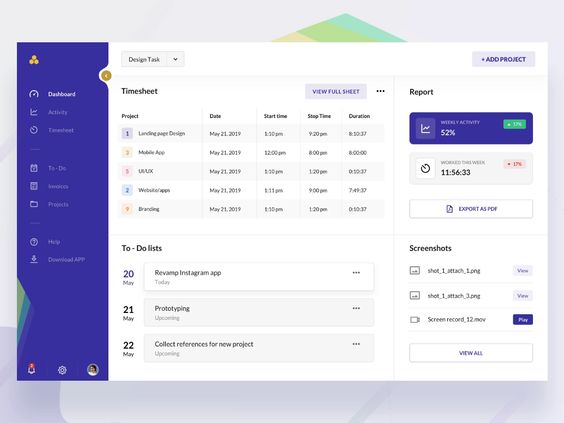 Dashboard
Activity
Timesheet
To - Do
Invoices
Projects
Help
Download APP
Design Task
+ ADD PROJECT
Timesheet
VIEW FULL SHEET
Project Date Start time Stop Time Duration
1 Landing page Design May 21, 2019 1:10 pm 9:20 pm 8:10:37
3 Mobile App May 21, 2019 12:00 pm 8:00 pm 8:00:00
5 UI/UX May 21, 2019 1:10 pm 1:20 pm 0:10:37
2 Website/apps May 21, 2019 1:11 pm 9:00 pm 7:49:37
9 Branding May 21, 2019 1:10 pm 1:20 pm 0:10:37
To - Do lists
20 May
Revamp Instagram app
Today
21 May
Prototyping
Upcoming
22 May
Collect references for new project
Upcoming
Report
WEEKLY ACTIVITY
52%
17%
WORKED THIS WEEK
11:56:33
17%
EXPORT AS PDF
Screenshots
shot_1_attach_1.png View
shot_1_attach_3.png View
Screen record_12.mov Play
VIEW ALL